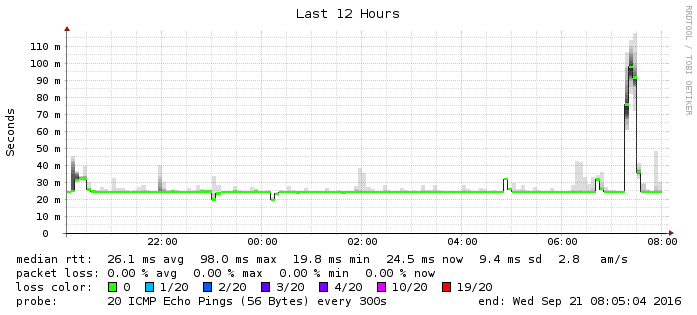 Last 12 Hours
RRDTOOL / TOBI OETIKER
Seconds
110 m
100 m
90 m
80 m
70 m
60 m
50 m
40 m
30 m
20 m
10 m
0
22:00 00:00 02:00 04:00 06:00 08:00
median rtt: 26.1 ms avg 98.0 ms max 19.8 ms min 24.5 ms now 9.4 ms sd 2.8 am/s
packet loss: 0.00 % avg 0.00 % max 0.00 % min 0.00 % now
loss color: 0 1/20 2/20 3/20 4/20 10/20 19/20
probe: 20 ICMP Echo Pings (56 Bytes) every 300s end: Wed Sep 21 08:05:04 2016